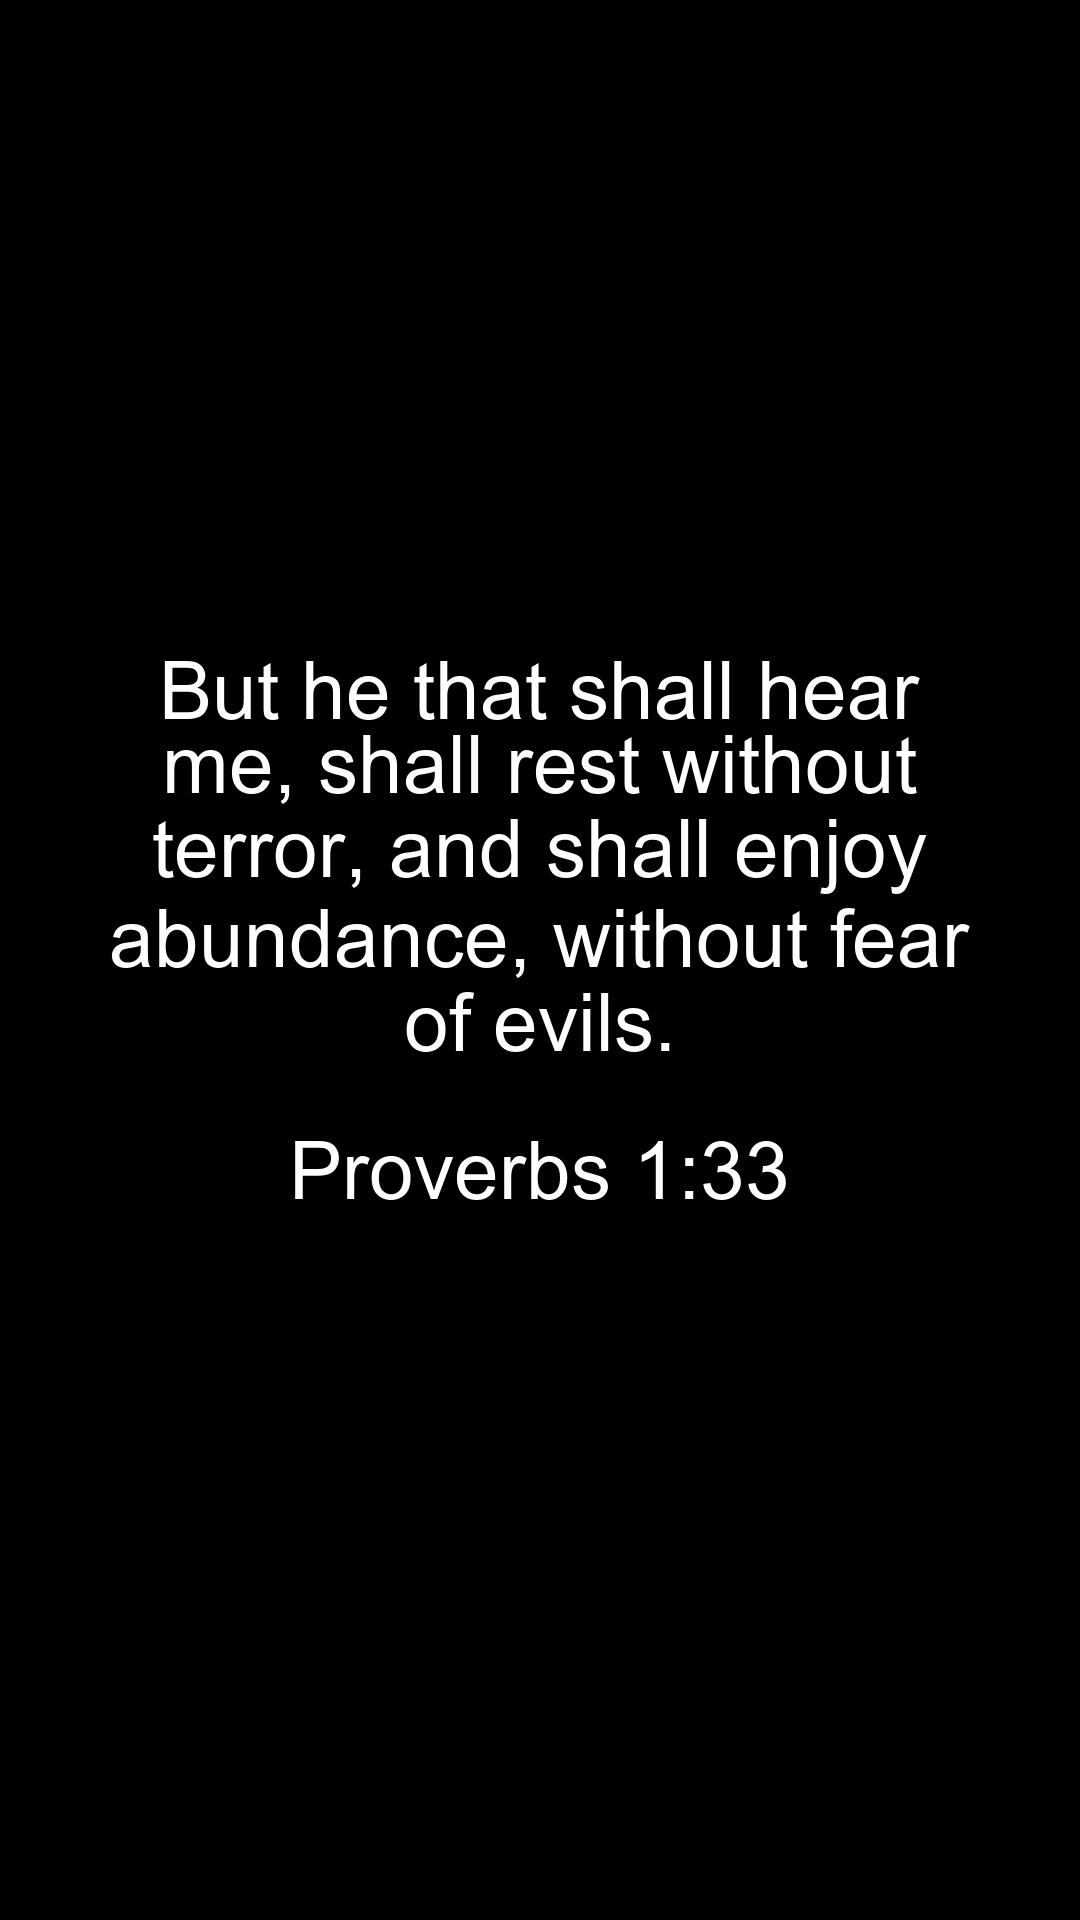 But he that shall hear
me, shall rest without
terror, and shall enjoy
abundance, without fear
of evils.
Proverbs 1:33